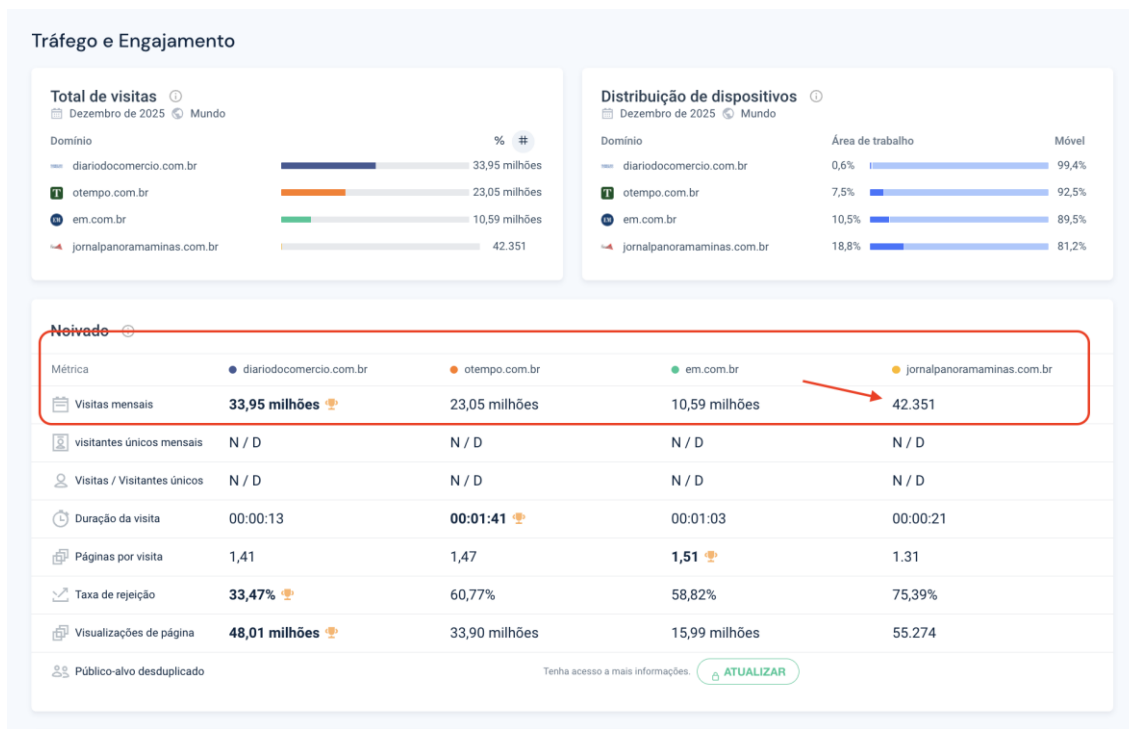 Tráfego e Engajamento
Total de visitas
Dezembro de 2025 Mundo
Domínio % #
diariodocomercio.com.br 33,95 milhões
otempo.com.br 23,05 milhões
em.com.br 10,59 milhões
jornalpanoramaminas.com.br 42.351
Distribuição de dispositivos
Dezembro de 2025 Mundo
Domínio Área de trabalho Móvel
diariodocomercio.com.br 0,6% 99,4%
otempo.com.br 7,5% 92,5%
em.com.br 10,5% 89,5%
jornalpanoramaminas.com.br 18,8% 81,2%
Noivado
Métrica diariodocomercio.com.br otempo.com.br em.com.br jornalpanoramaminas.com.br
Visitas mensais 33,95 milhões 23,05 milhões 10,59 milhões 42.351
visitantes únicos mensais N / D N / D N / D N / D
Visitas / Visitantes únicos N / D N / D N / D N / D
Duração da visita 00:00:13 00:01:41 00:01:03 00:00:21
Páginas por visita 1,41 1,47 1,51 1.31
Taxa de rejeição 33,47% 60,77% 58,82% 75,39%
Visualizações de página 48,01 milhões 33,90 milhões 15,99 milhões 55.274
Público-alvo desduplicado Tenha acesso a mais informações. ATUALIZAR